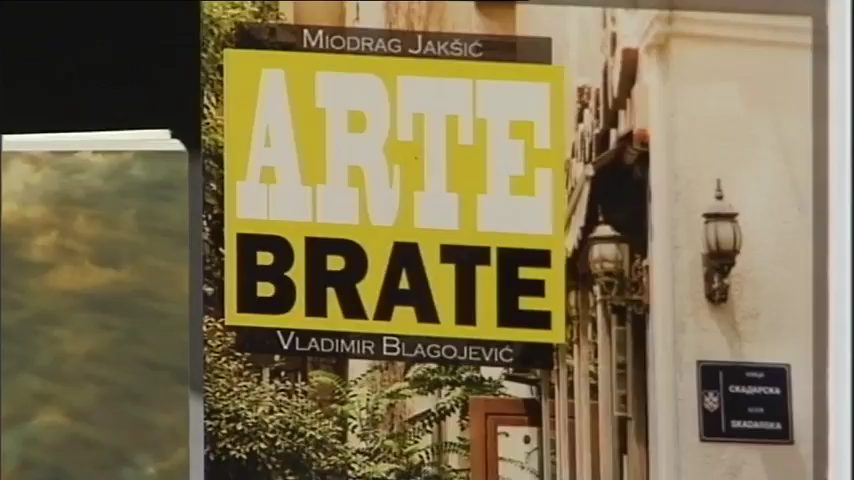 MIODRAG JAKŠIĆ
ARTE
BRATE
VLADIMIR BLAGOJEVIĆ
СКАДАРСКА
SKADARSKA